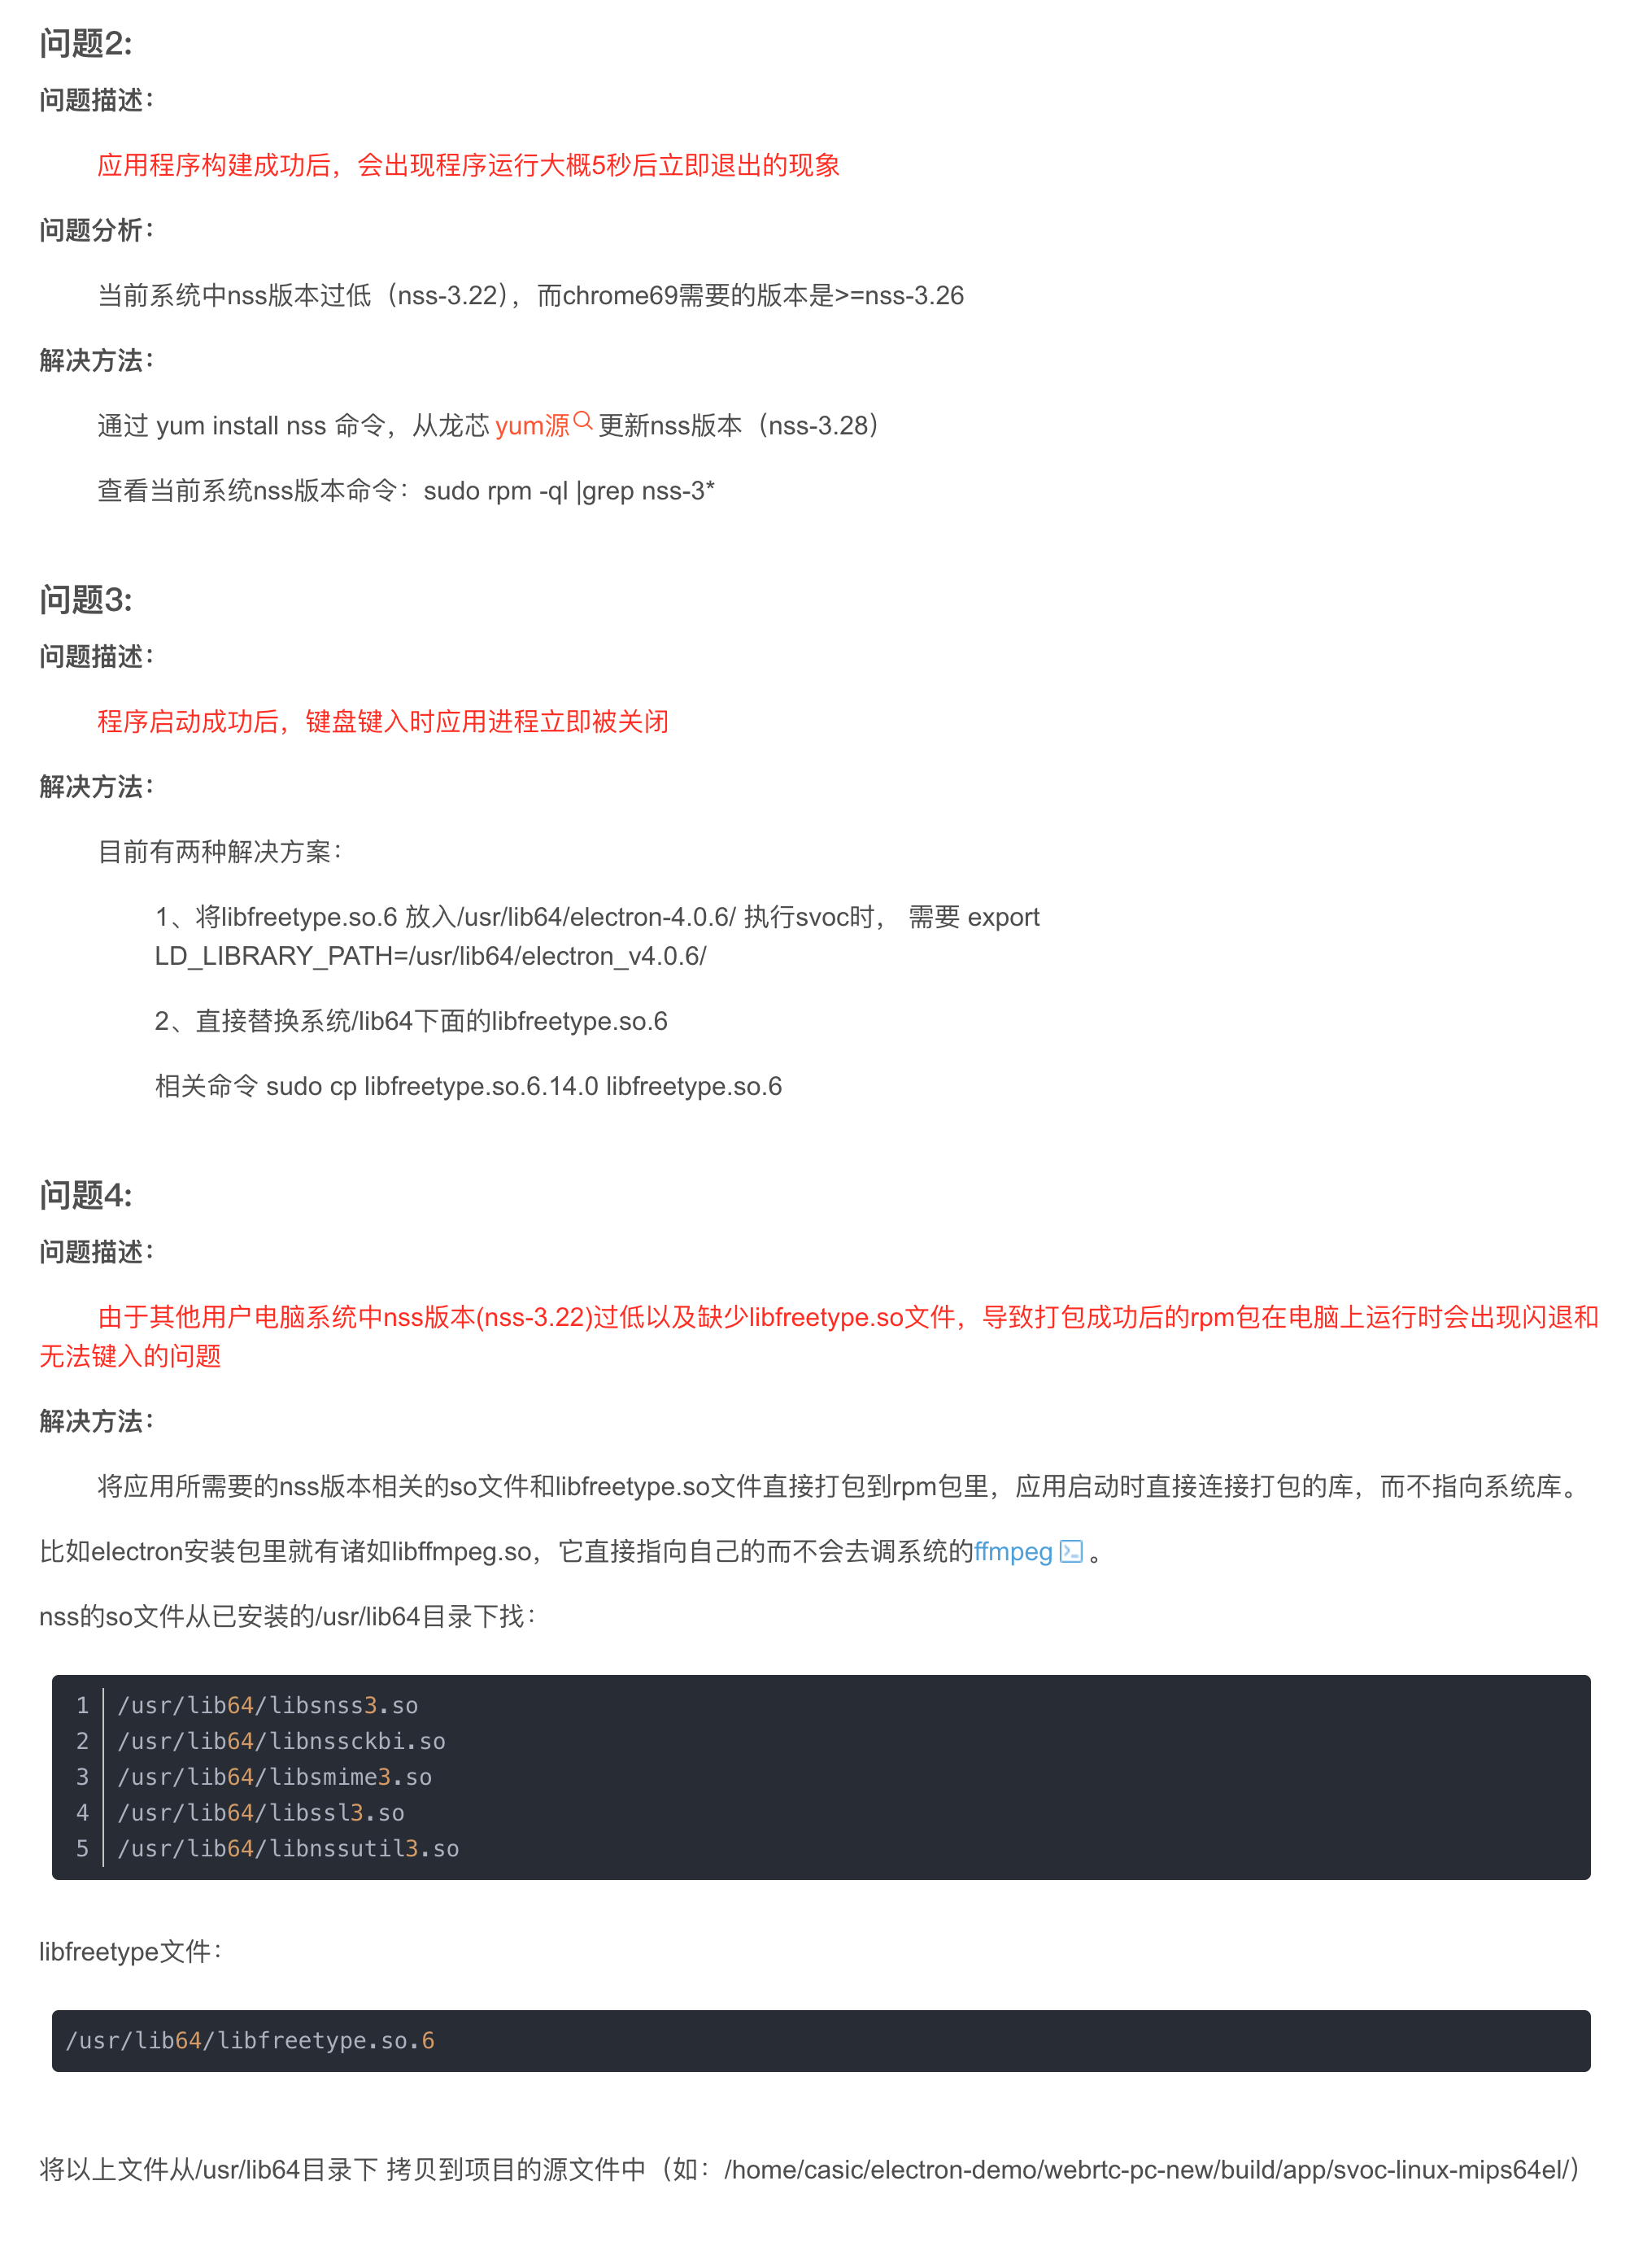 问题2:
问题描述：
应用程序构建成功后，会出现程序运行大概5秒后立即退出的现象
问题分析：
当前系统中nss版本过低（nss-3.22），而chrome69需要的版本是>=nss-3.26
解决方法：
通过 yum install nss 命令，从龙芯 yum源 更新nss版本（nss-3.28）
查看当前系统nss版本命令：sudo rpm -ql |grep nss-3*
问题3:
问题描述：
程序启动成功后，键盘键入时应用进程立即被关闭
解决方法：
目前有两种解决方案：
1、将libfreetype.so.6 放入/usr/lib64/electron-4.0.6/ 执行svoc时， 需要 export
LD_LIBRARY_PATH=/usr/lib64/electron_v4.0.6/
2、直接替换系统/lib64下面的libfreetype.so.6
相关命令 sudo cp libfreetype.so.6.14.0 libfreetype.so.6
问题4:
问题描述：
由于其他用户电脑系统中nss版本(nss-3.22)过低以及缺少libfreetype.so文件，导致打包成功后的rpm包在电脑上运行时会出现闪退和
无法键入的问题
解决方法：
将应用所需要的nss版本相关的so文件和libfreetype.so文件直接打包到rpm包里，应用启动时直接连接打包的库，而不指向系统库。
比如electron安装包里就有诸如libffmpeg.so，它直接指向自己的而不会去调系统的ffmpeg 。
nss的so文件从已安装的/usr/lib64目录下找：
1 /usr/lib64/libsnss3.so
2 /usr/lib64/libnssckbi.so
3 /usr/lib64/libsmime3.so
4 /usr/lib64/libssl3.so
5 /usr/lib64/libnssutil3.so
libfreetype文件：
/usr/lib64/libfreetype.so.6
将以上文件从/usr/lib64目录下 拷贝到项目的源文件中（如：/home/casic/electron-demo/webrtc-pc-new/build/app/svoc-linux-mips64el/）